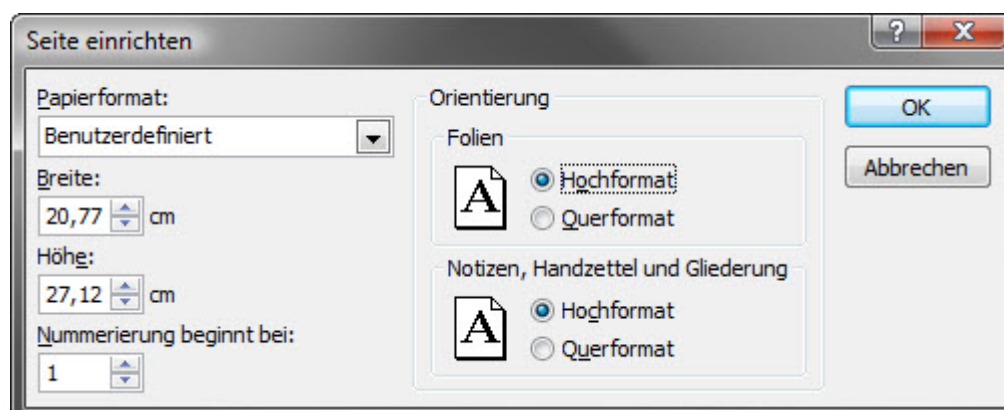 Seite einrichten
?
X
Papierformat:
Benutzerdefiniert
Breite:
20,77 cm
Höhe:
27,12 cm
Nummerierung beginnt bei:
1
Orientierung
Folien
A
Hochformat
Querformat
Notizen, Handzettel und Gliederung
A
Hochformat
Querformat
OK
Abbrechen